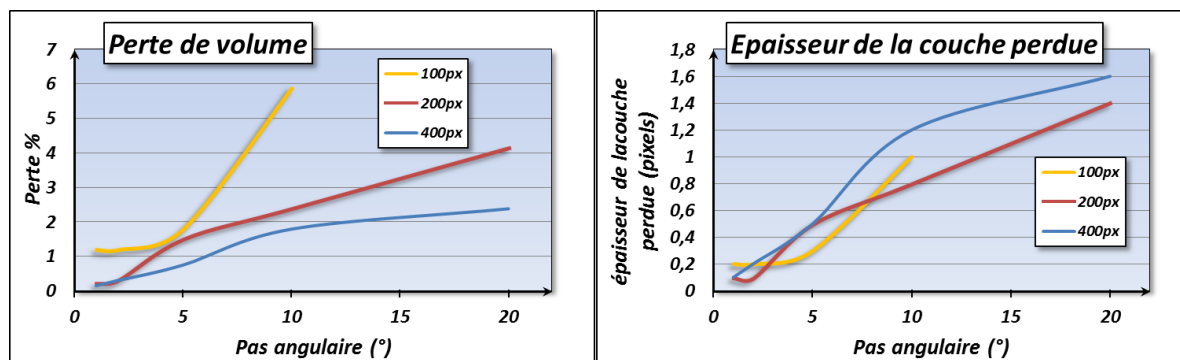 Perte de volume
7
6
5
4
3
2
1
0
Perte %
100px
200px
400px
0 5 10 15 20
Pas angulaire (°)
Epaisseur de la couche perdue
1,8
1,6
1,4
1,2
1
0,8
0,6
0,4
0,2
0
épaisseur de lacouche
perdue (pixels)
100px
200px
400px
0 5 10 15 20
Pas angulaire (°)